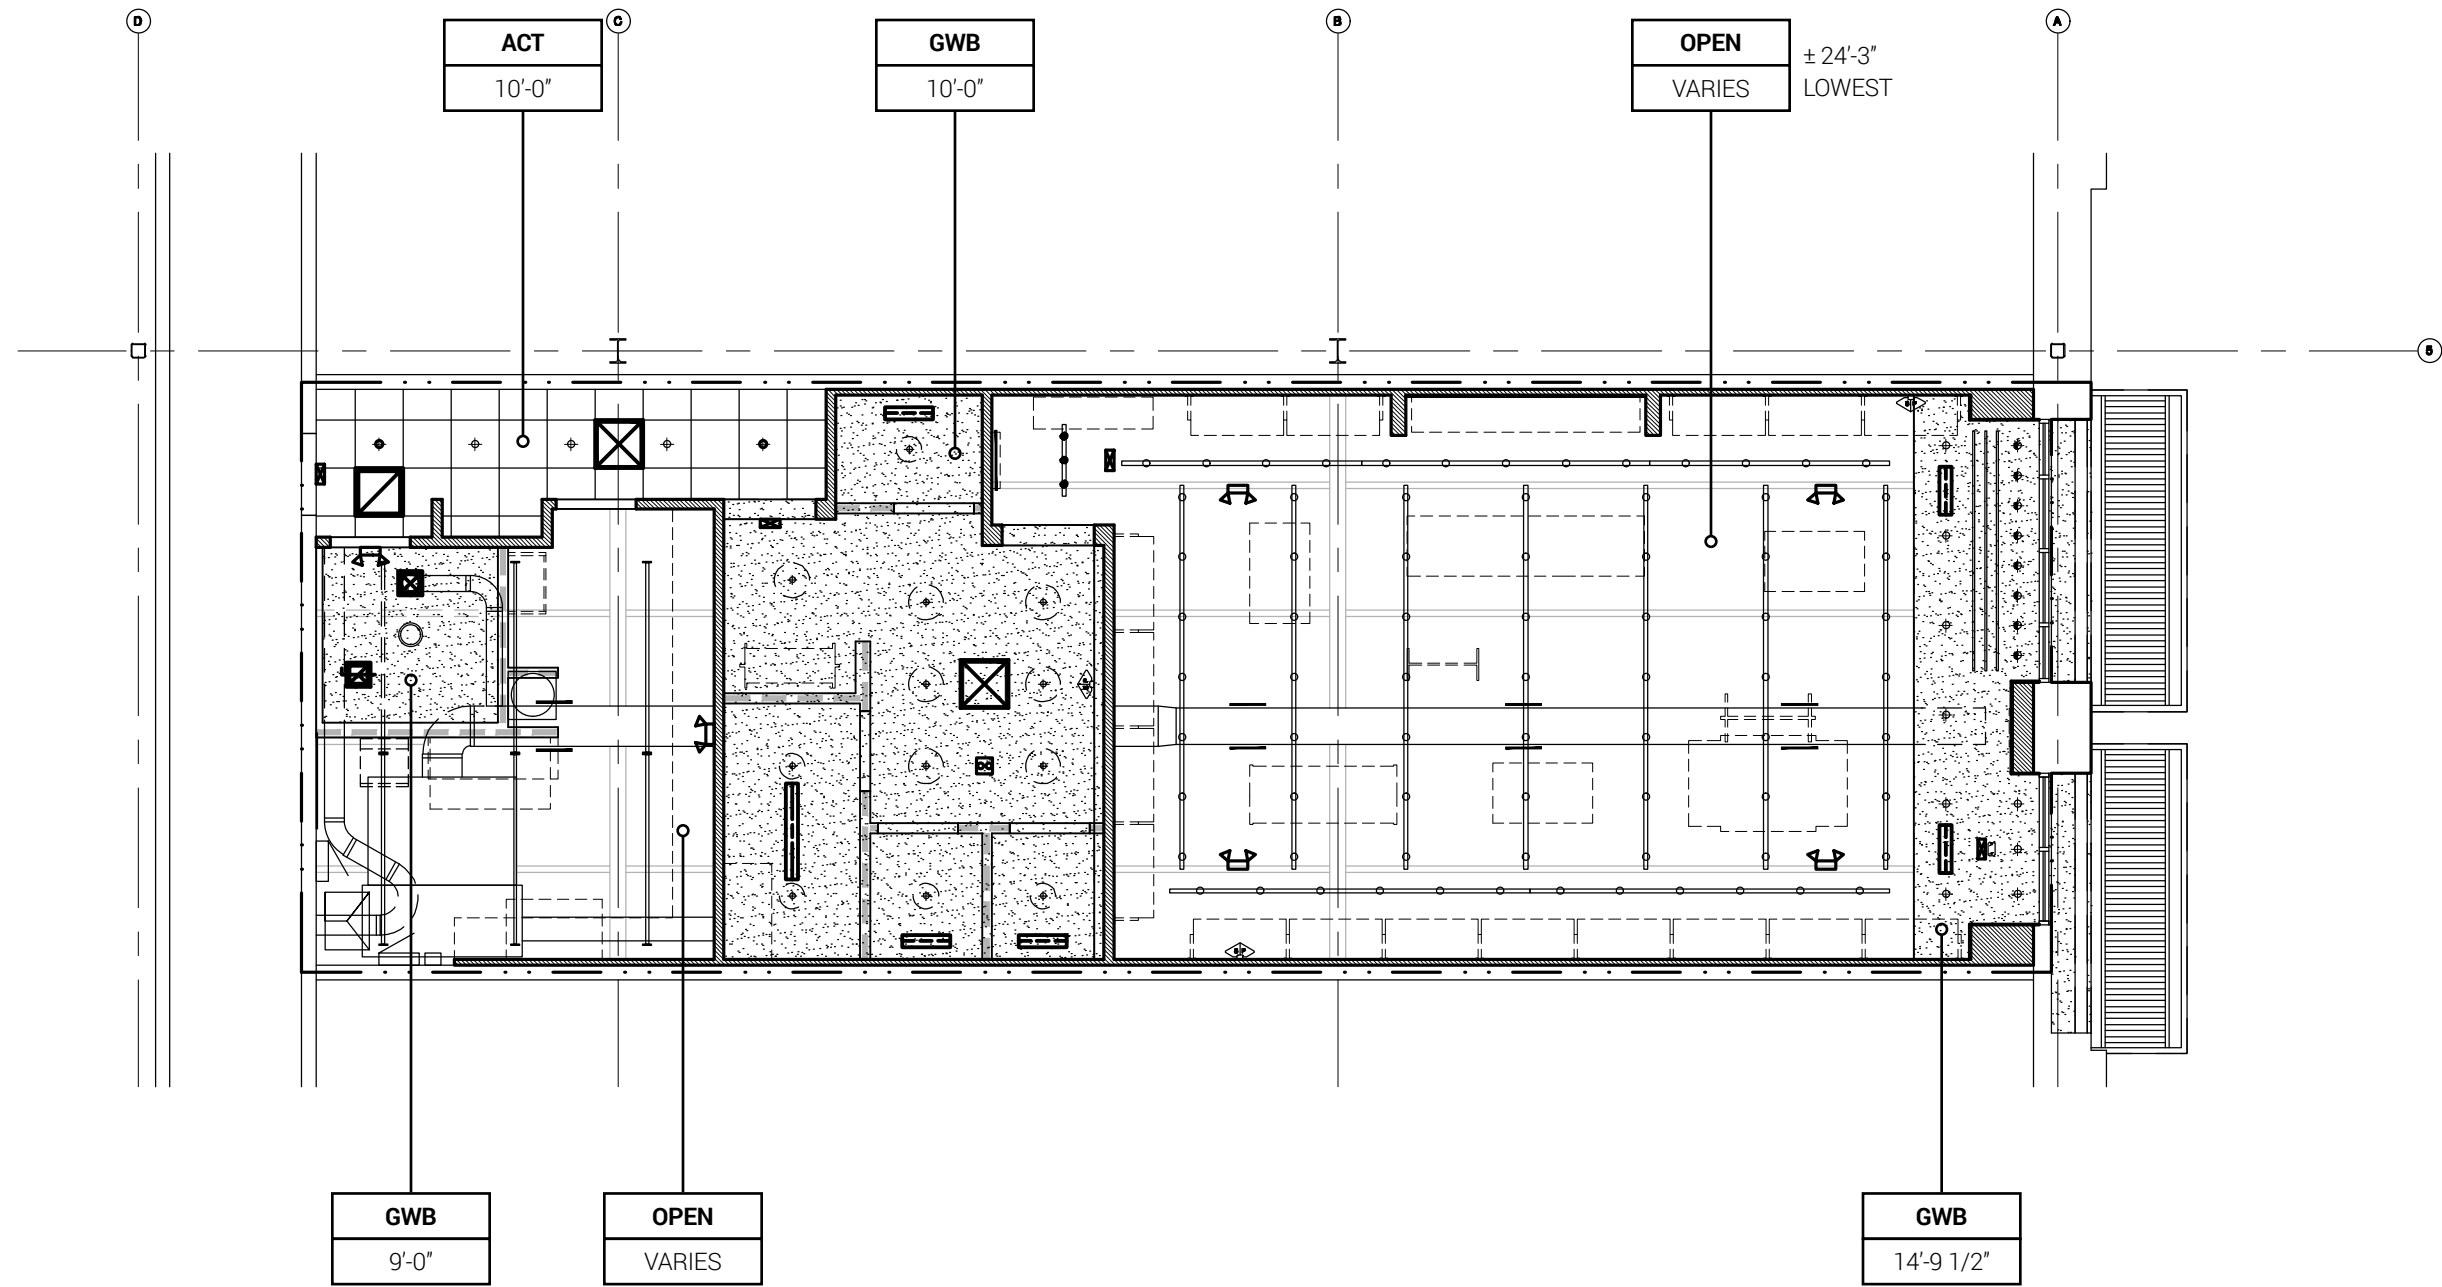 D
C
B
A
ACT
10'-0"
GWB
10'-0"
OPEN
VARIES
± 24'-3"
LOWEST
5
GWB
9'-0"
OPEN
VARIES
GWB
14'-9 1/2"